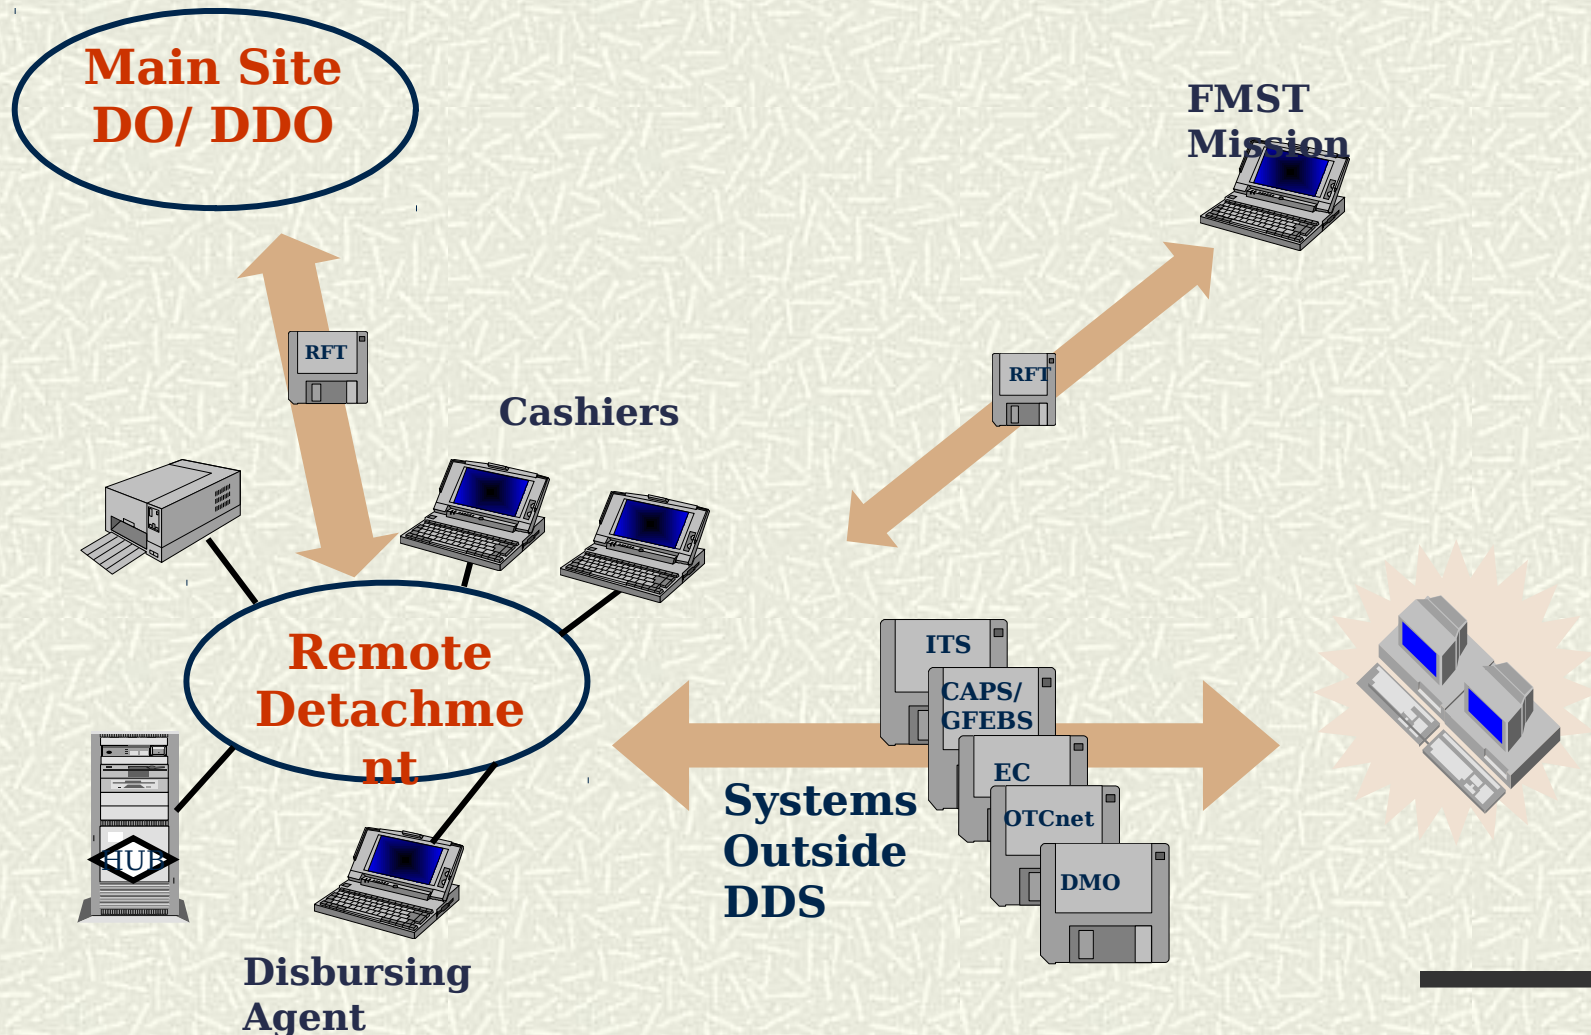 Main Site
DO/ DDO
FMST
Mission
RFT
RFT
Cashiers
Remote
Detachme
nt
ITS
CAPS/
GFEBS
EC
OTCnet
DMO
Systems
Outside
DDS
HUB
Disbursing
Agent